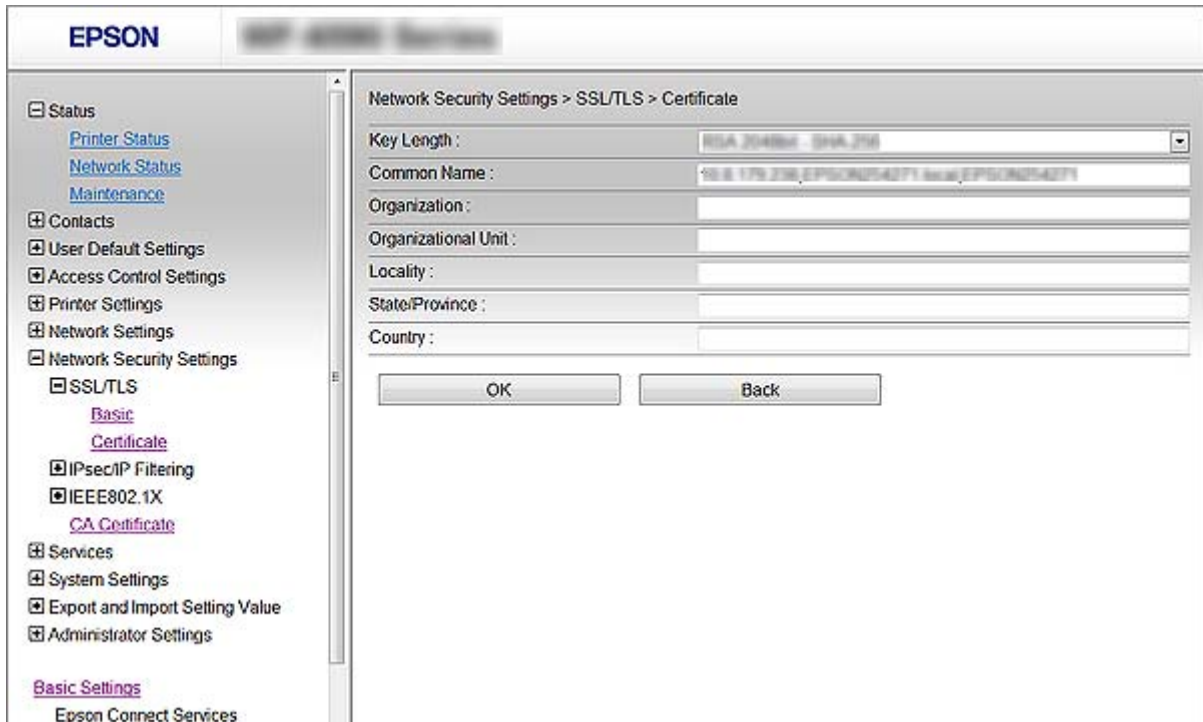 EPSON
Status
Printer Status
Network Status
Maintenance
Contacts
User Default Settings
Access Control Settings
Printer Settings
Network Settings
Network Security Settings
SSL/TLS
Basic
Certificate
IPsec/IP Filtering
IEEE802.1X
CA Certificate
Services
System Settings
Export and Import Setting Value
Administrator Settings
Basic Settings
Epson Connect Services
Network Security Settings > SSL/TLS > Certificate
Key Length :
Common Name :
Organization :
Organizational Unit :
Locality :
State/Province :
Country :
OK
Back